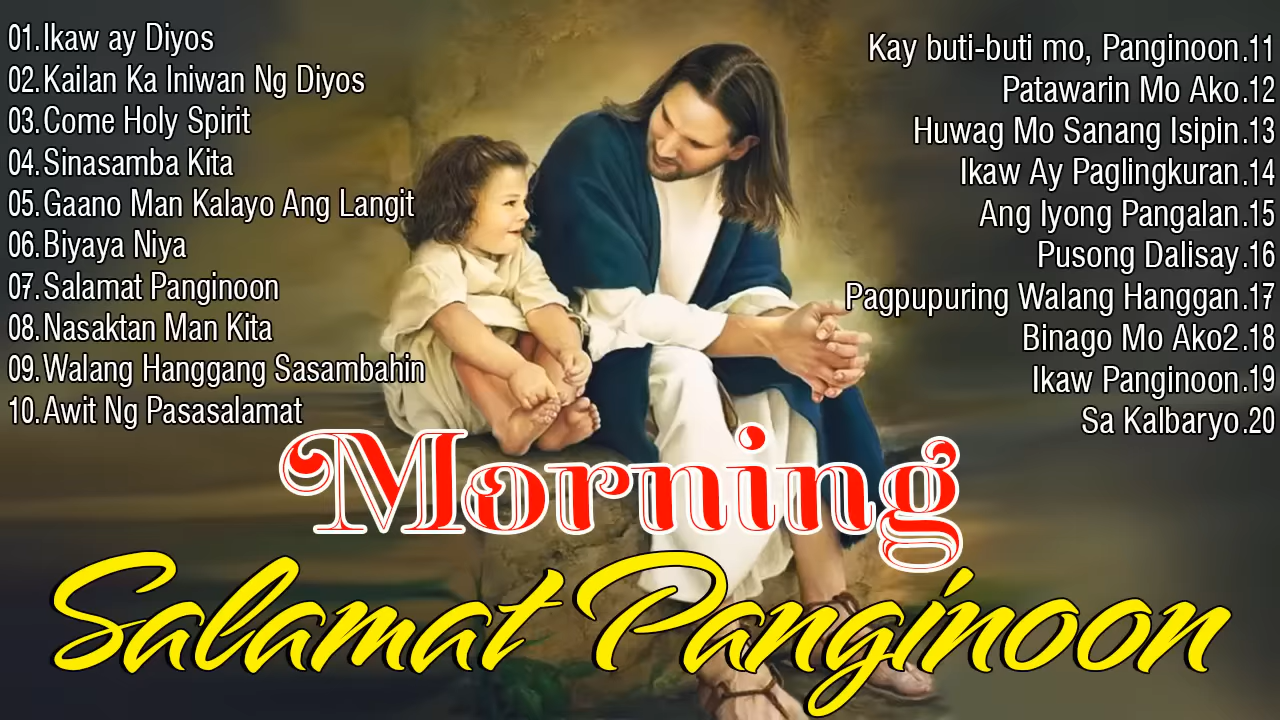 01.Ikaw ay Diyos
02.Kailan Ka Iniwan Ng Diyos
03.Come Holy Spirit
04.Sinasamba Kita
05.Gaano Man Kalayo Ang Langit
06.Biyaya Niya
07.Salamat Panginoon
08.Nasaktan Man Kita
09.Walang Hanggang Sasambahin
10.Awit Ng Pasasalamat
Kay buti-buti mo, Panginoon.11
Patawarin Mo Ako.12
Huwag Mo Sanang Isipin.13
Ikaw Ay Paglingkuran.14
Ang Iyong Pangalan.15
Pusong Dalisay.16
Pagpupuring Walang Hanggan.17
Binago Mo Ako2.18
Ikaw Panginoon.19
Sa Kalbaryo.20
Morning
Salamat Panginoon